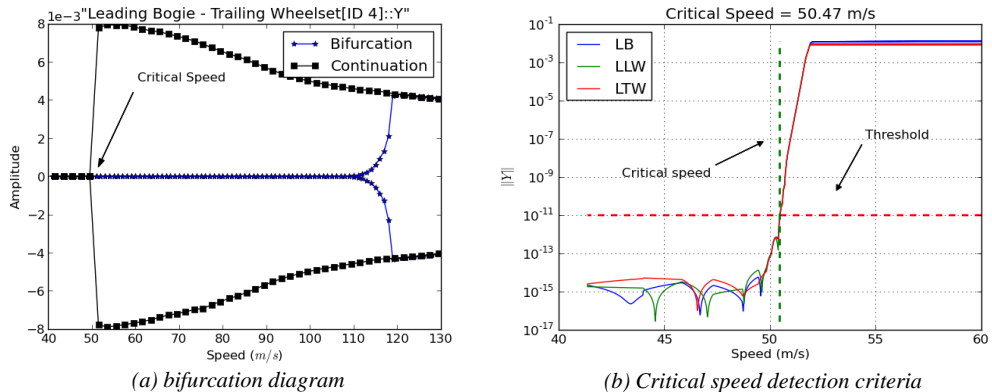 1e−3 "Leading Bogie - Trailing Wheelset[ID 4]::Y"
8
6
4
2
0
−2
−4
−6
−8
Amplitude
Bifurcation
Continuation
Critical Speed
30 40 50 60 70 80 90 100 110 120 130
Speed (m/s)
(a) bifurcation diagram
Critical Speed = 50.47 m/s
10⁻¹
10⁻³
10⁻⁵
10⁻⁷
10⁻⁹
10⁻¹¹
10⁻¹³
10⁻¹⁵
10⁻¹⁷
||Y||
LB
LLW
LTW
Threshold
Critical speed
40 45 50 55 60
Speed (m/s)
(b) Critical speed detection criteria